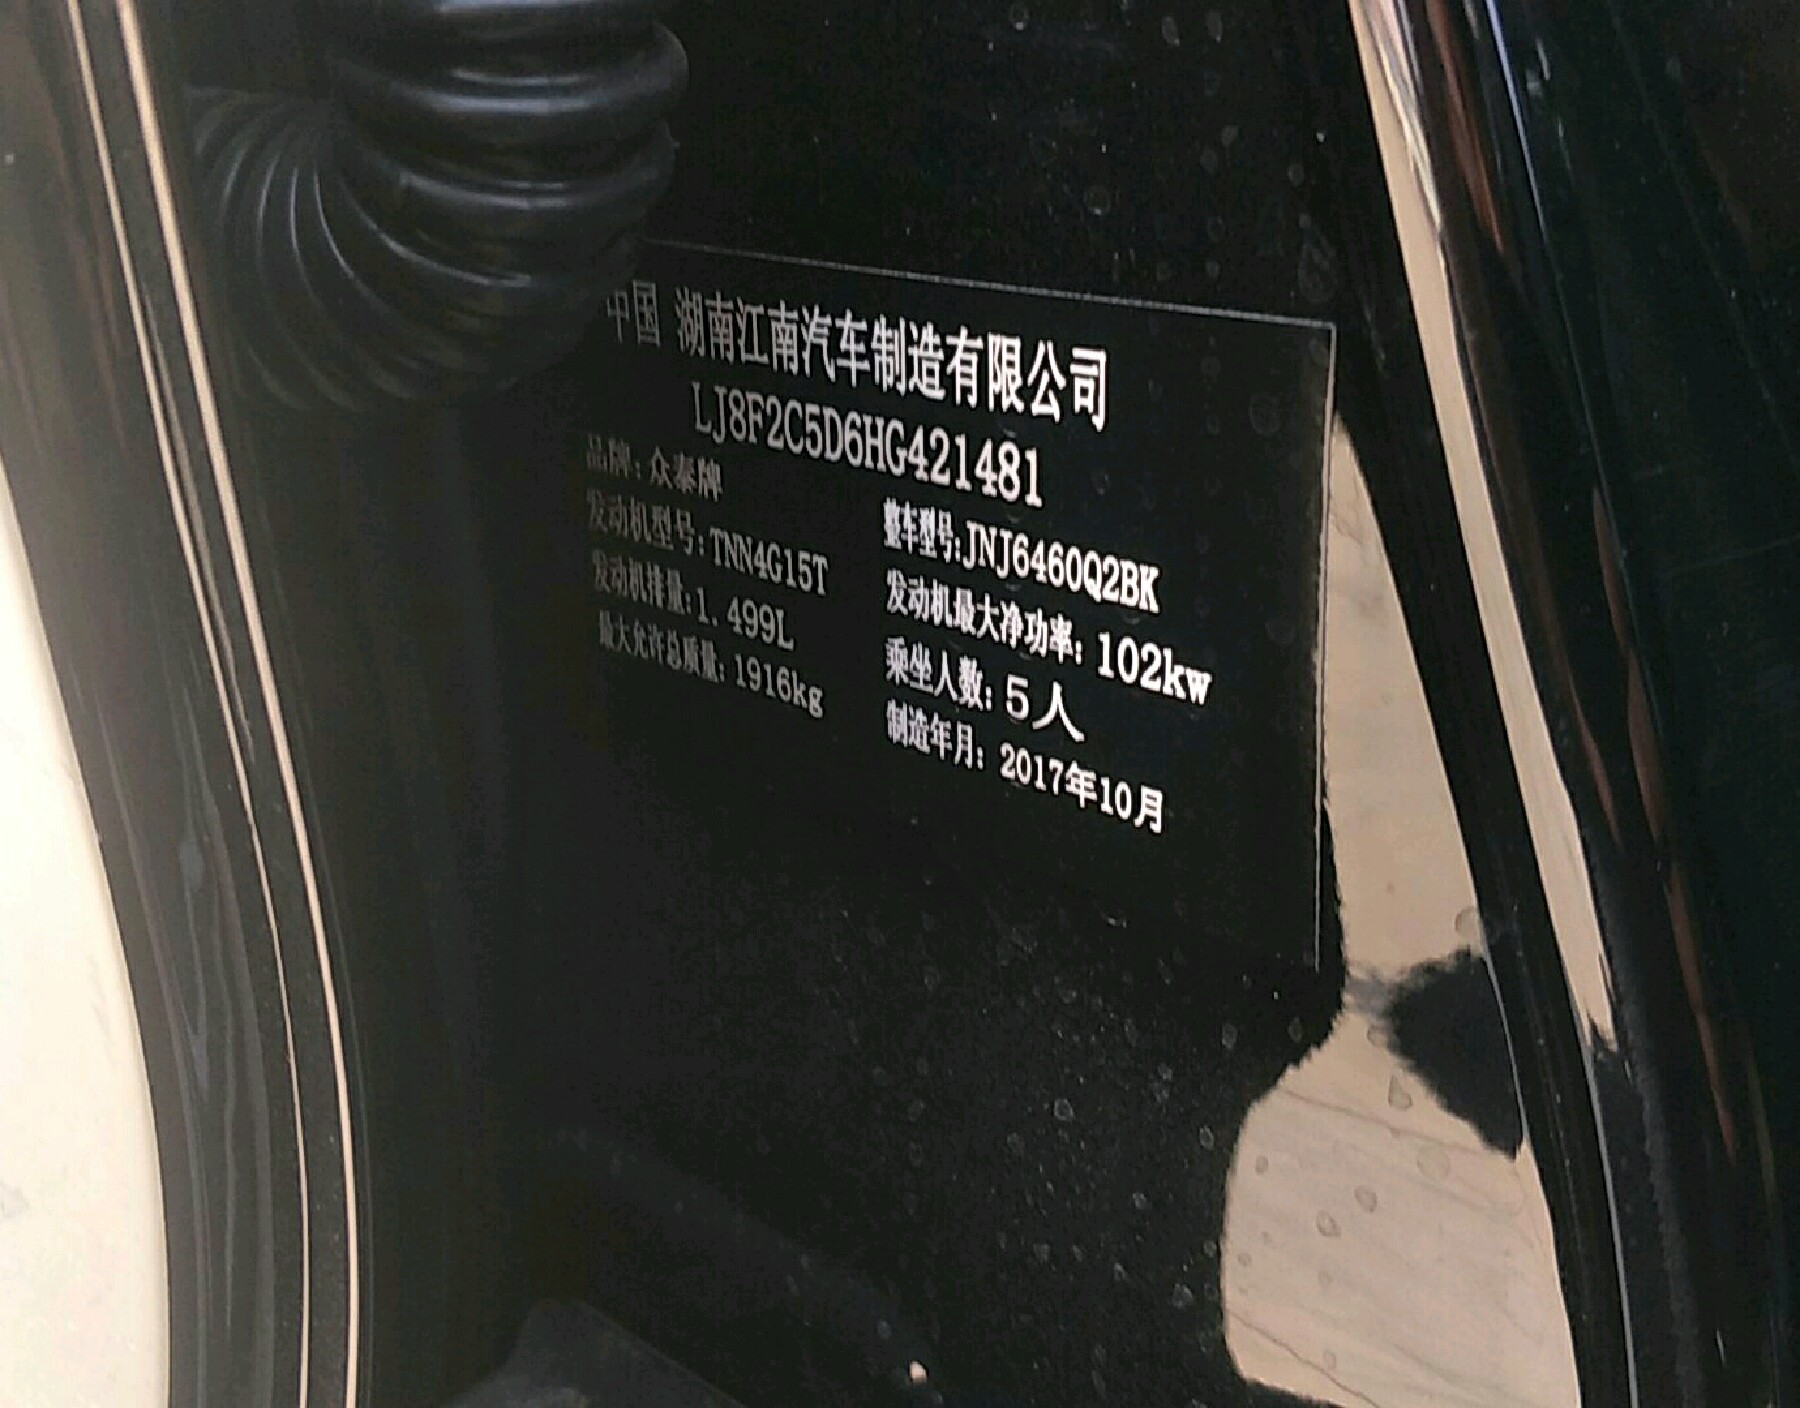 中国 湖南江南汽车制造有限公司
LJ8F2C5D6HG421481
品牌:众泰牌
整车型号:JNJ6460Q2BK
发动机型号:TNN4G15T
发动机最大净功率:102kw
发动机排量:1.499L
乘坐人数:5人
最大允许总质量:1916kg
制造年月:2017年10月